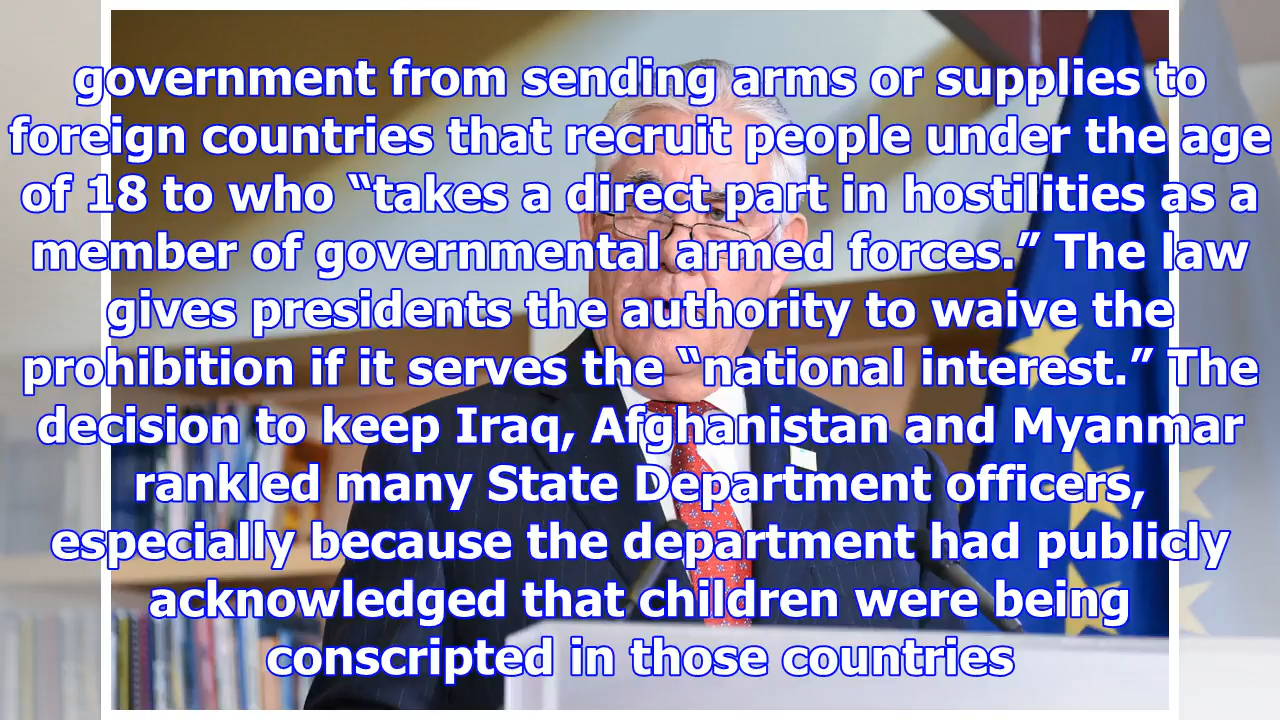 government from sending arms or supplies to
foreign countries that recruit people under the age
of 18 to who “takes a direct part in hostilities as a
member of governmental armed forces.” The law
gives presidents the authority to waive the
prohibition if it serves the “national interest.” The
decision to keep Iraq, Afghanistan and Myanmar
rankled many State Department officers,
especially because the department had publicly
acknowledged that children were being
conscripted in those countries